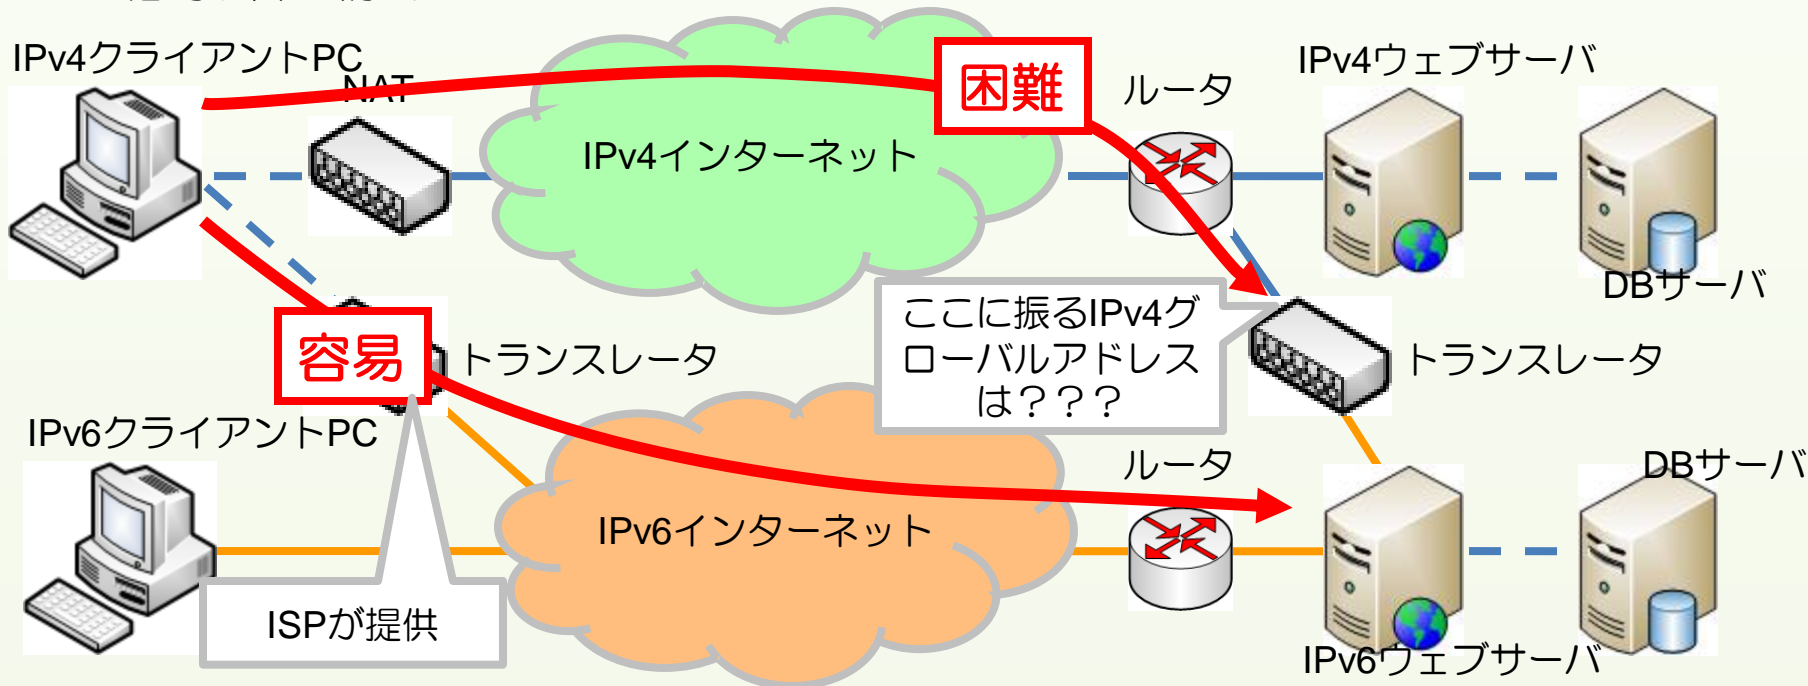 IPv4クライアントPC
NAT
IPv4インターネット
困難
ルータ
IPv4ウェブサーバ
DBサーバ
ここに振るIPv4グ
ローバルアドレス
は？？？
トランスレータ
容易
トランスレータ
IPv6クライアントPC
ISPが提供
IPv6インターネット
ルータ
DBサーバ
IPv6ウェブサーバ